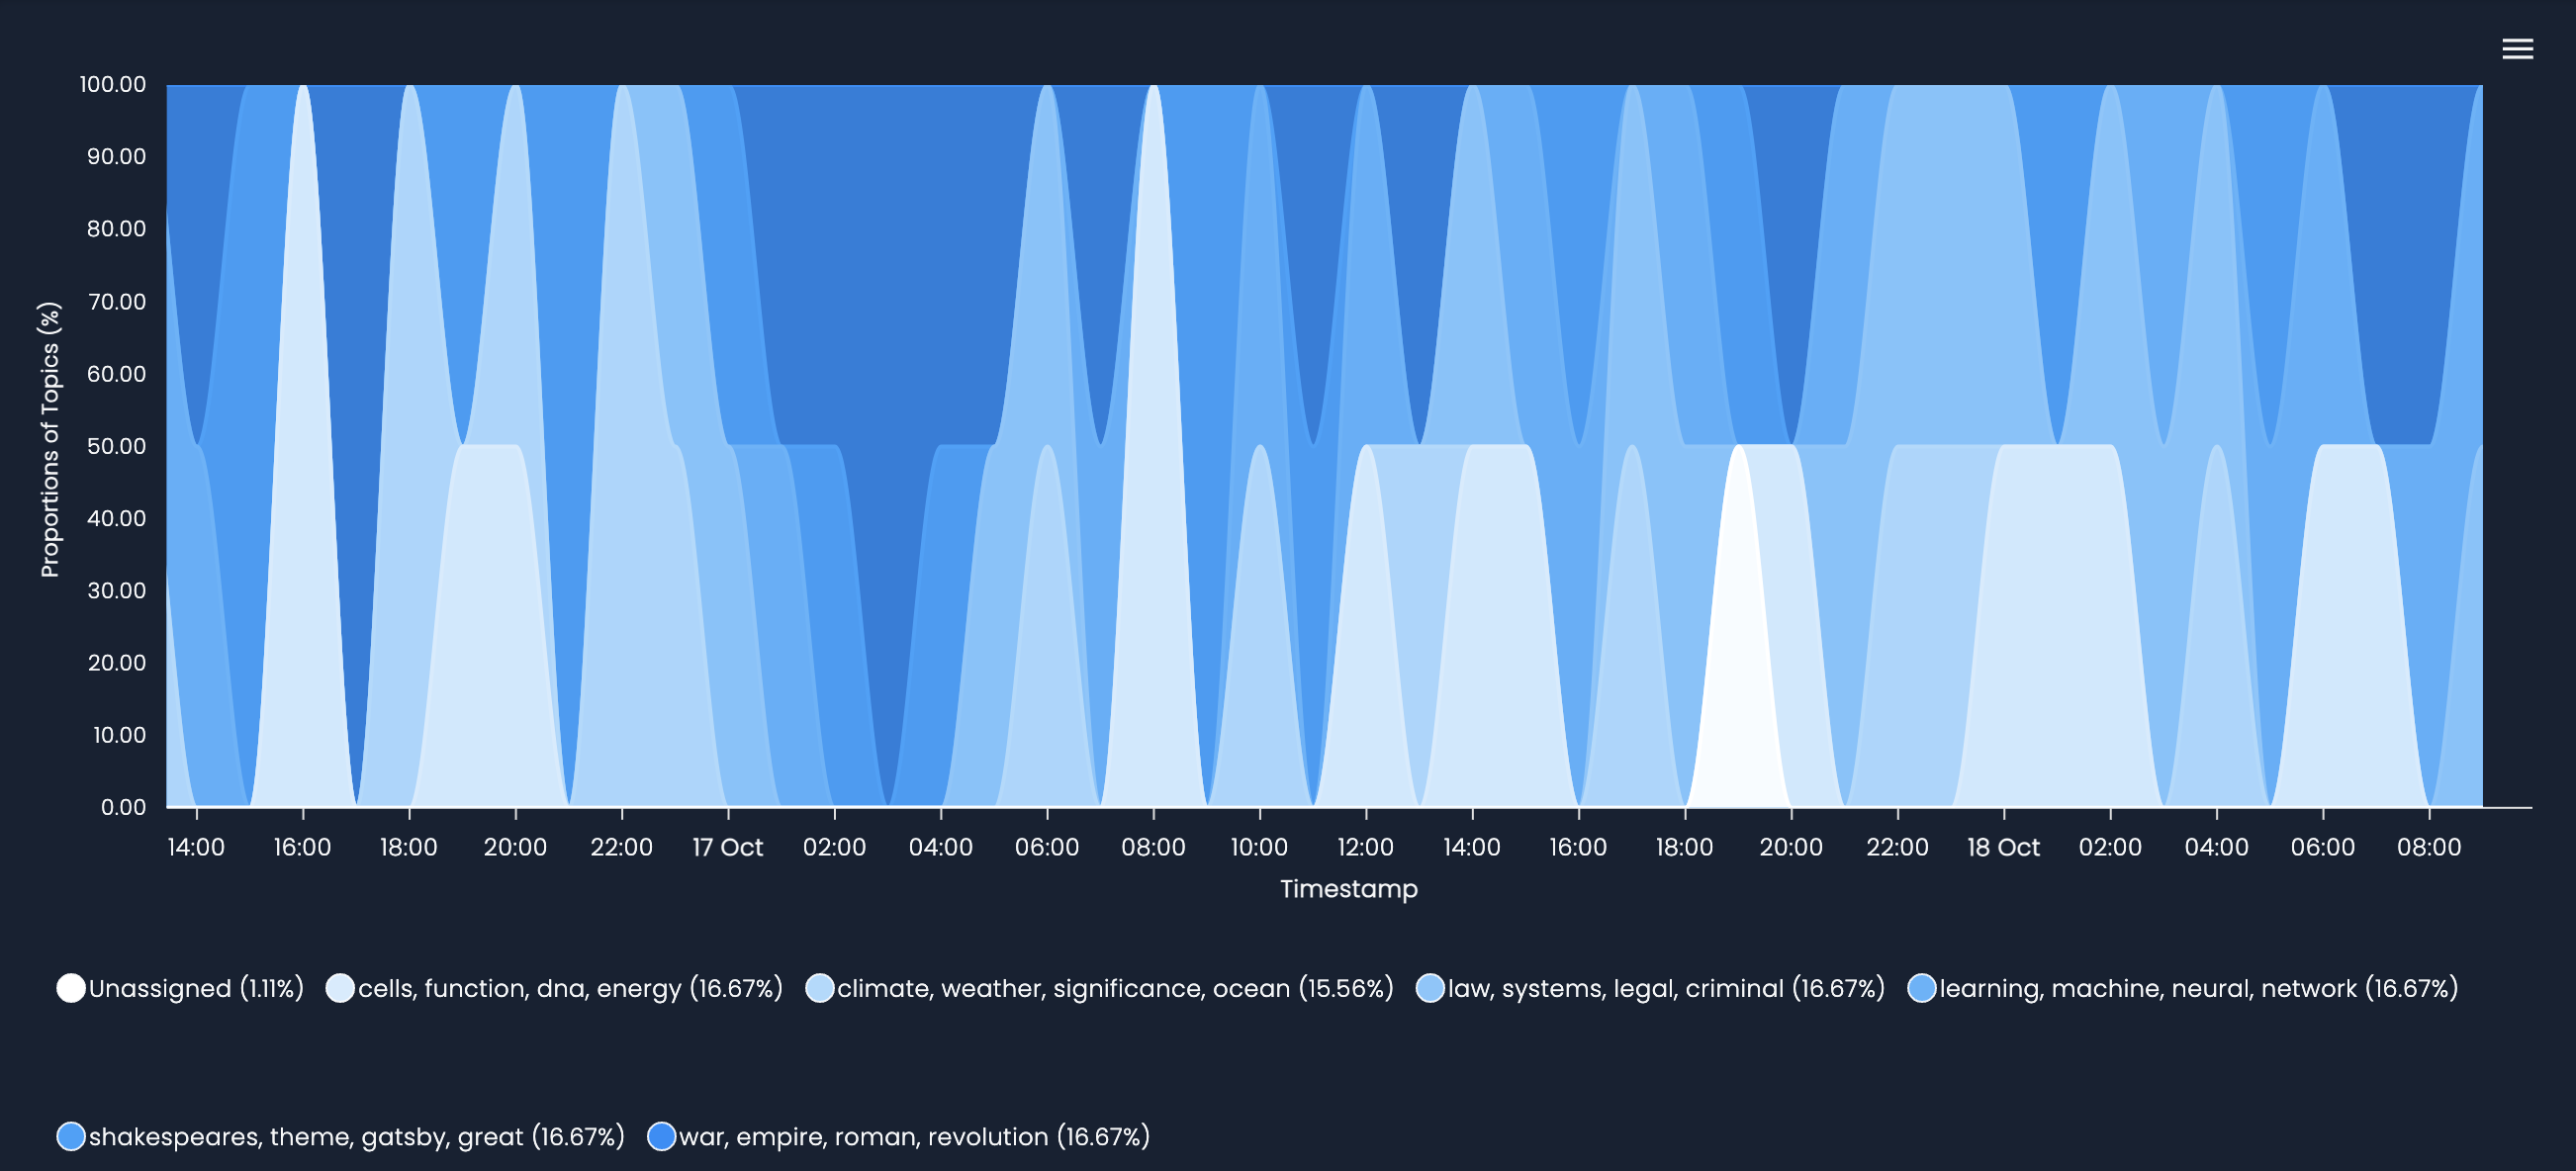 100.00
90.00
80.00
70.00
60.00
50.00
40.00
30.00
20.00
10.00
0.00
Proportions of Topics (%)
14:00 16:00 18:00 20:00 22:00 17 Oct 02:00 04:00 06:00 08:00 10:00 12:00 14:00 16:00 18:00 20:00 22:00 18 Oct 02:00 04:00 06:00 08:00
Timestamp
Unassigned (1.11%) cells, function, dna, energy (16.67%) climate, weather, significance, ocean (15.56%) law, systems, legal, criminal (16.67%) learning, machine, neural, network (16.67%)
shakespeares, theme, gatsby, great (16.67%) war, empire, roman, revolution (16.67%)